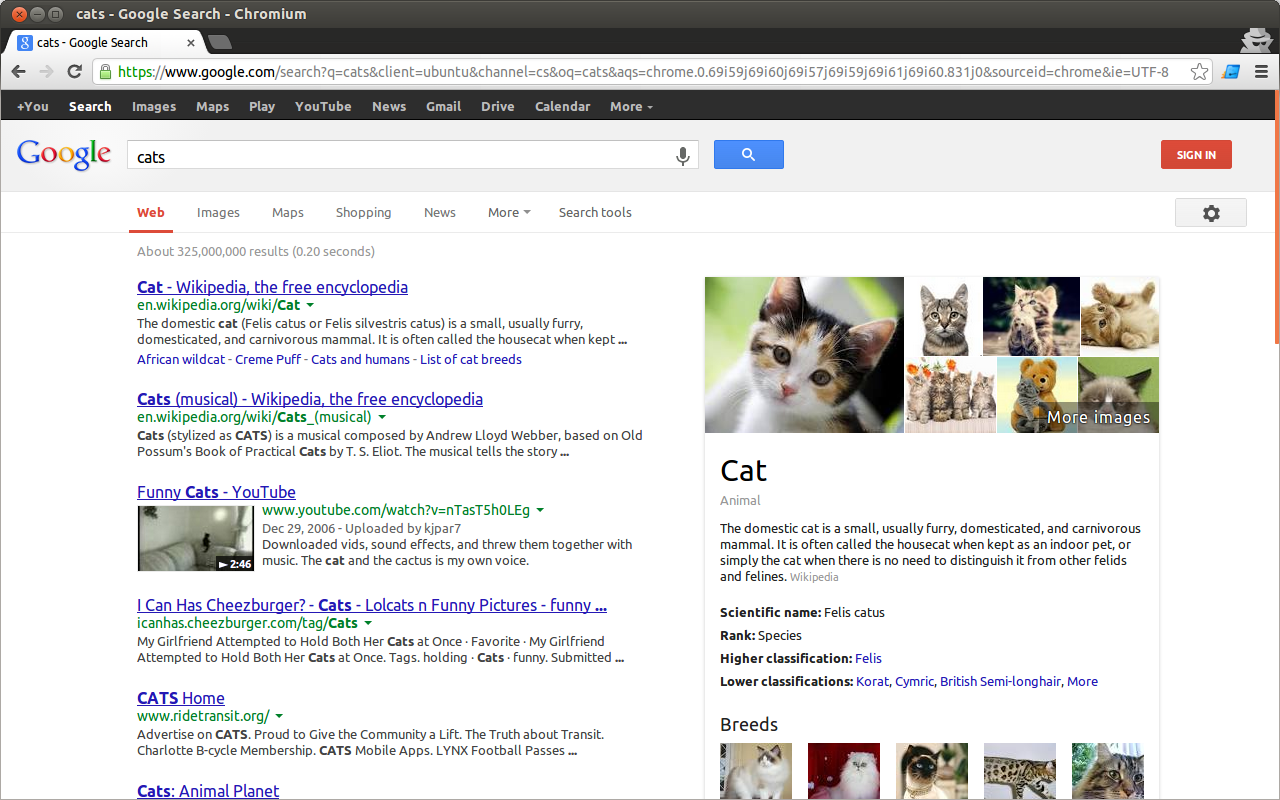 cats - Google Search - Chromium
cats - Google Search
https://www.google.com/search?q=cats&client=ubuntu&channel=cs&oq=cats&aqs=chrome.0.69i59j69i60j69i57j69i59j69i61j69i60.831j0&sourceid=chrome&ie=UTF-8
+You Search Images Maps Play YouTube News Gmail Drive Calendar More
Google cats SIGN IN
Web Images Maps Shopping News More Search tools
About 325,000,000 results (0.20 seconds)
Cat - Wikipedia, the free encyclopedia
en.wikipedia.org/wiki/Cat
The domestic cat (Felis catus or Felis silvestris catus) is a small, usually furry,
domesticated, and carnivorous mammal. It is often called the housecat when kept ...
African wildcat - Creme Puff - Cats and humans - List of cat breeds
Cats (musical) - Wikipedia, the free encyclopedia
en.wikipedia.org/wiki/Cats_(musical)
Cats (stylized as CATS) is a musical composed by Andrew Lloyd Webber, based on Old
Possum's Book of Practical Cats by T. S. Eliot. The musical tells the story ...
Funny Cats - YouTube
www.youtube.com/watch?v=nTasT5h0LEg
Dec 29, 2006 - Uploaded by kjpar7
Downloaded vids, sound effects, and threw them together with
music. The cat and the cactus is my own voice.
2:46
I Can Has Cheezburger? - Cats - Lolcats n Funny Pictures - funny ...
icanhas.cheezburger.com/tag/Cats
My Girlfriend Attempted to Hold Both Her Cats at Once · Favorite · My Girlfriend
Attempted to Hold Both Her Cats at Once. Tags. holding · Cats · funny. Submitted ...
CATS Home
www.ridetransit.org/
Advertise on CATS. Proud to Give the Community a Lift. The Truth about Transit.
Charlotte B-cycle Membership. CATS Mobile Apps. LYNX Football Passes ...
Cats: Animal Planet
More images
Cat
Animal
The domestic cat is a small, usually furry, domesticated, and carnivorous
mammal. It is often called the housecat when kept as an indoor pet, or
simply the cat when there is no need to distinguish it from other felids
and felines. Wikipedia
Scientific name: Felis catus
Rank: Species
Higher classification: Felis
Lower classifications: Korat, Cymric, British Semi-longhair, More
Breeds